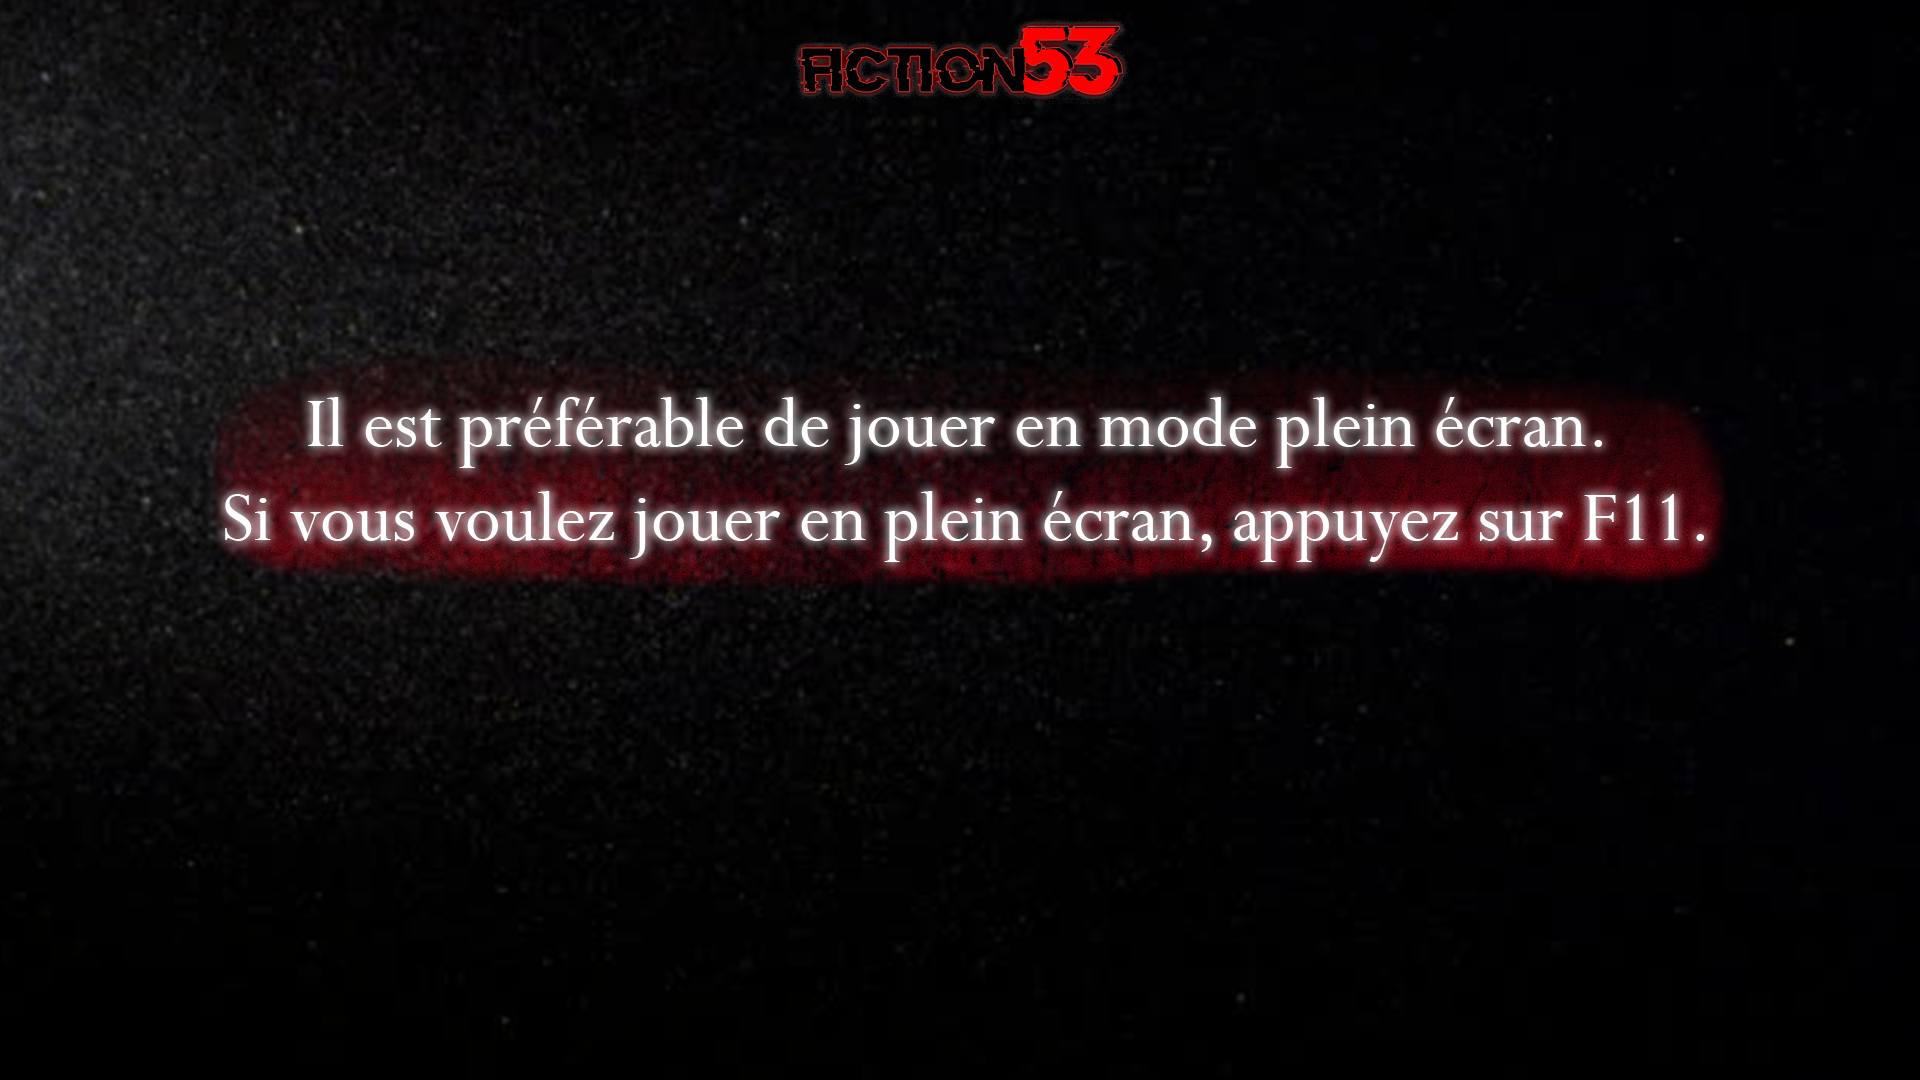 FICTION53
Il est préférable de jouer en mode plein écran.
Si vous voulez jouer en plein écran, appuyez sur F11.